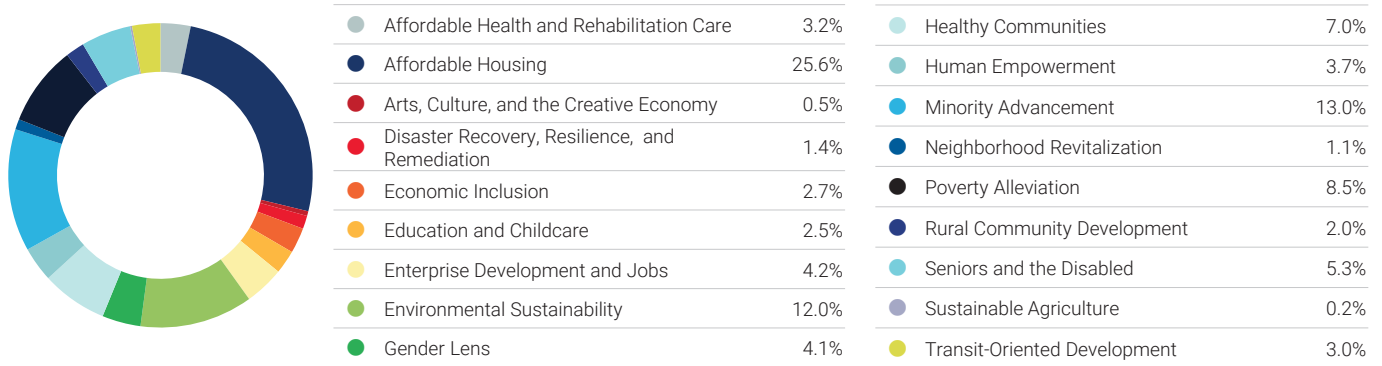 Affordable Health and Rehabilitation Care 3.2%
Affordable Housing 25.6%
Arts, Culture, and the Creative Economy 0.5%
Disaster Recovery, Resilience, and
Remediation 1.4%
Economic Inclusion 2.7%
Education and Childcare 2.5%
Enterprise Development and Jobs 4.2%
Environmental Sustainability 12.0%
Gender Lens 4.1%
Healthy Communities 7.0%
Human Empowerment 3.7%
Minority Advancement 13.0%
Neighborhood Revitalization 1.1%
Poverty Alleviation 8.5%
Rural Community Development 2.0%
Seniors and the Disabled 5.3%
Sustainable Agriculture 0.2%
Transit-Oriented Development 3.0%